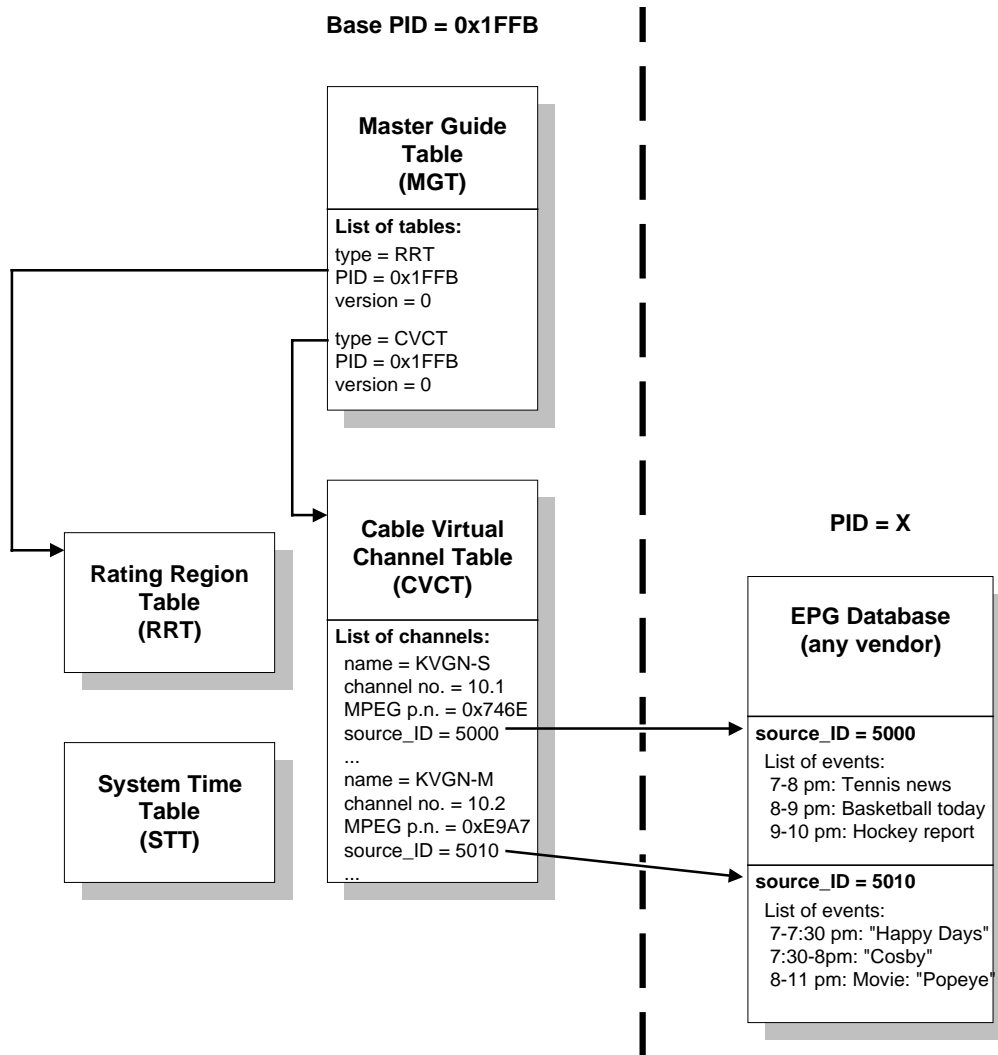 Base PID = 0x1FFB
Master Guide
Table
(MGT)
List of tables:
type = RRT
PID = 0x1FFB
version = 0
type = CVCT
PID = 0x1FFB
version = 0
Rating Region
Table
(RRT)
System Time
Table
(STT)
Cable Virtual
Channel Table
(CVCT)
List of channels:
name = KVGN-S
channel no. = 10.1
MPEG p.n. = 0x746E
source_ID = 5000
...
name = KVGN-M
channel no. = 10.2
MPEG p.n. = 0xE9A7
source_ID = 5010
...
PID = X
EPG Database
(any vendor)
source_ID = 5000
List of events:
7-8 pm: Tennis news
8-9 pm: Basketball today
9-10 pm: Hockey report
source_ID = 5010
List of events:
7-7:30 pm: "Happy Days"
7:30-8pm: "Cosby"
8-11 pm: Movie: "Popeye"